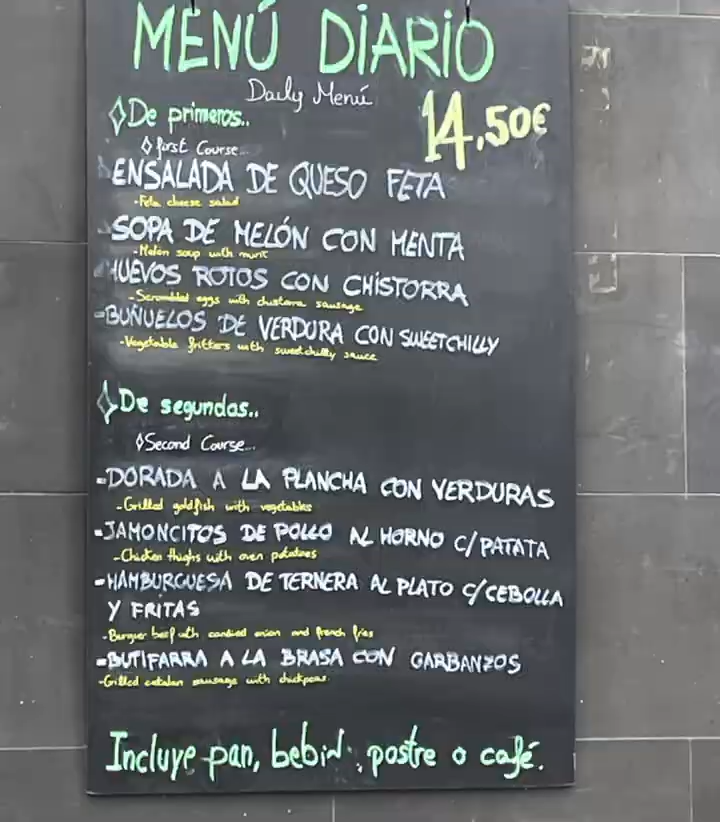 MENÚ DIARIO
Daily Menú
De primeros..
14,50€
first Course...
ENSALADA DE QUESO FETA
-Feta cheese salad
-SOPA DE MELÓN CON MENTA
-Melon soup with mint
HUEVOS ROTOS CON CHISTORRA
-Scrambled eggs with chistorra sausage
-BUÑUELOS DE VERDURA CON SWEETCHILLY
-Vegetable fritters with sweetchilly sauce
De segundas..
Second Course...
-DORADA A LA PLANCHA CON VERDURAS
-Grilled goldfish with vegetables
-JAMONCITOS DE POLLO AL HORNO C/PATATA
-Chicken thighs with oven potatoes
-HAMBURGUESA DE TERNERA AL PLATO C/CEBOLLA
Y FRITAS
-Burguer beef with candied onion and french fries
-BUTIFARRA A LA BRASA CON GARBANZOS
-Grilled catalan sausage with chickpeas
Incluye pan, postre o café.